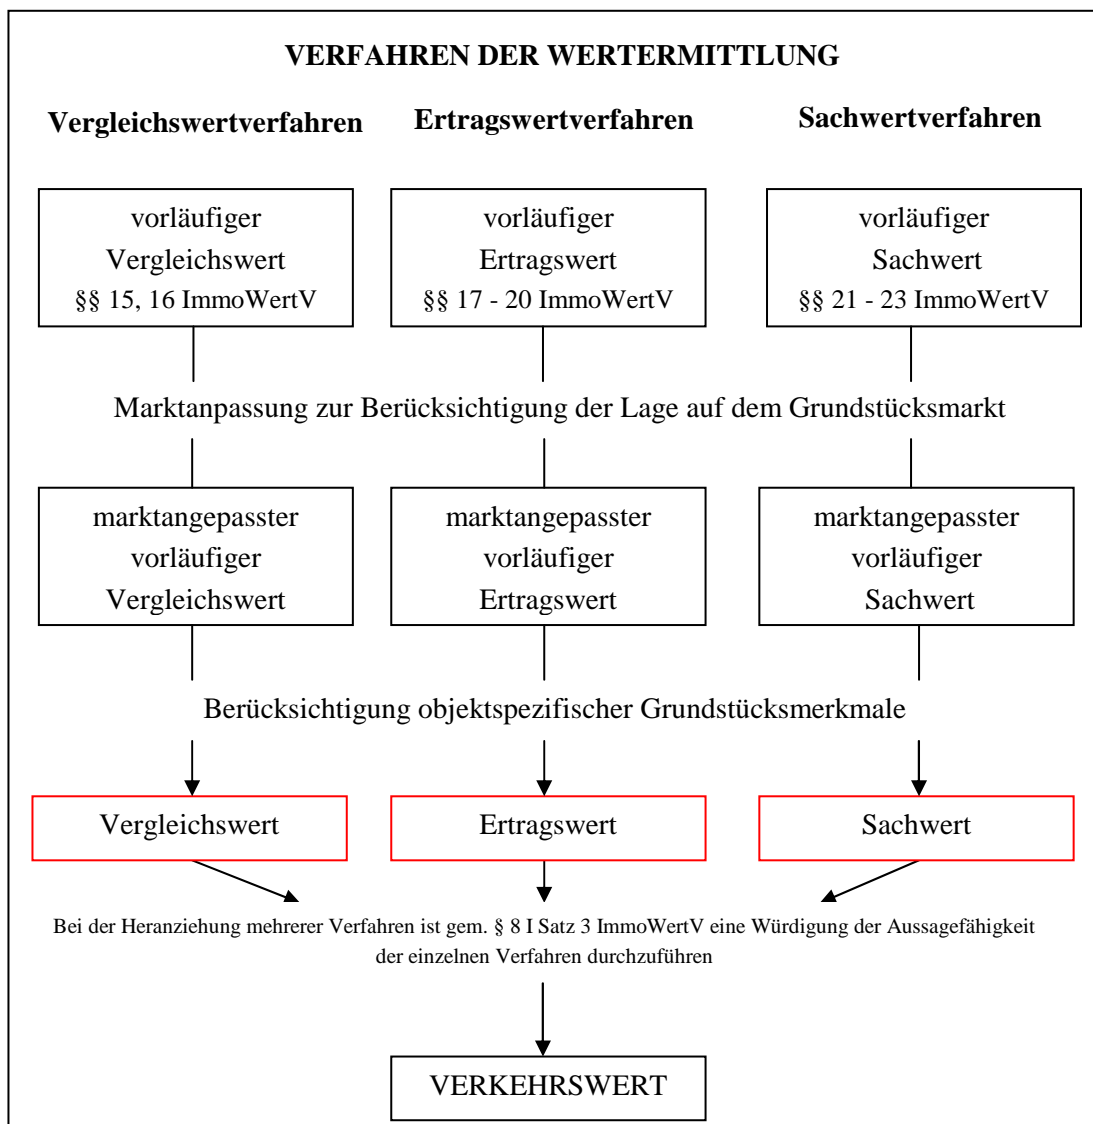 VERFAHREN DER WERTERMITTLUNG
Vergleichswertverfahren
Ertragswertverfahren
Sachwertverfahren
vorläufiger
Vergleichswert
§§ 15, 16 ImmoWertV
vorläufiger
Ertragswert
§§ 17 - 20 ImmoWertV
vorläufiger
Sachwert
§§ 21 - 23 ImmoWertV
Marktanpassung zur Berücksichtigung der Lage auf dem Grundstücksmarkt
marktangepasster
vorläufiger
Vergleichswert
marktangepasster
vorläufiger
Ertragswert
marktangepasster
vorläufiger
Sachwert
Berücksichtigung objektspezifischer Grundstücksmerkmale
Vergleichswert
Ertragswert
Sachwert
Bei der Heranziehung mehrerer Verfahren ist gem. § 8 I Satz 3 ImmoWertV eine Würdigung der Aussagefähigkeit
der einzelnen Verfahren durchzuführen
VERKEHRSWERT